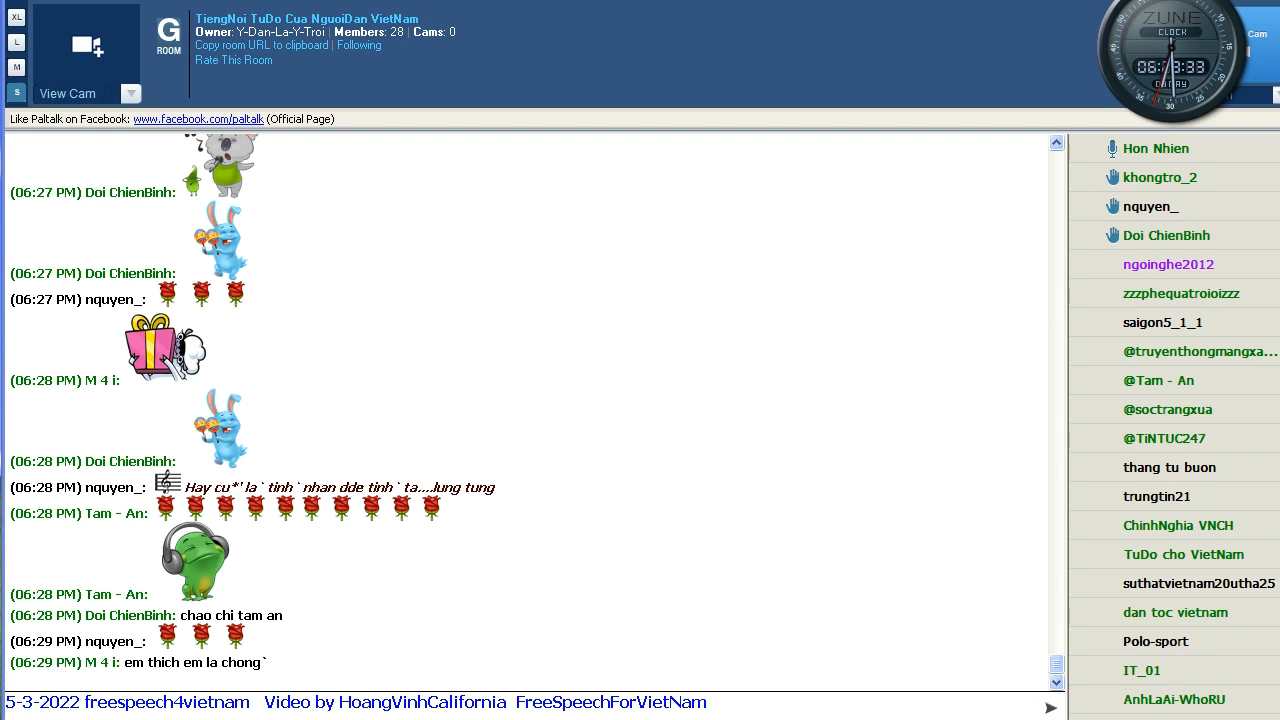 XL
L
M
S
View Cam
G
ROOM
TiengNoi TuDo Cua NguoiDan VietNam
Owner: Y-Dan-La-Y-Troi | Members: 28 | Cams: 0
Copy room URL to clipboard | Following
Rate This Room
ZUNE
CLOCK
Cam
Like Paltalk on Facebook: www.facebook.com/paltalk (Official Page)
(06:27 PM) Doi ChienBinh:
(06:27 PM) Doi ChienBinh:
(06:27 PM) nquyen_:
(06:28 PM) M 4 i:
(06:28 PM) Doi ChienBinh:
(06:28 PM) nquyen_: Hay cu*' la` tinh` nhan dde tinh` ta....lung tung
(06:28 PM) Tam - An:
(06:28 PM) Tam - An:
(06:28 PM) Doi ChienBinh: chao chi tam an
(06:29 PM) nquyen_:
(06:29 PM) M 4 i: em thich em la chong`
Hon Nhien
khongtro_2
nquyen_
Doi ChienBinh
ngoinghe2012
zzzphequatroioizzz
saigon5_1_1
@truyenthongmangxa...
@Tam - An
@soctrangxua
@TiNTUC247
thang tu buon
trungtin21
ChinhNghia VNCH
TuDo cho VietNam
suthatvietnam20utha25
dan toc vietnam
Polo-sport
IT_01
AnhLaAi-WhoRU
5-3-2022 freespeech4vietnam Video by HoangVinhCalifornia FreeSpeechForVietNam